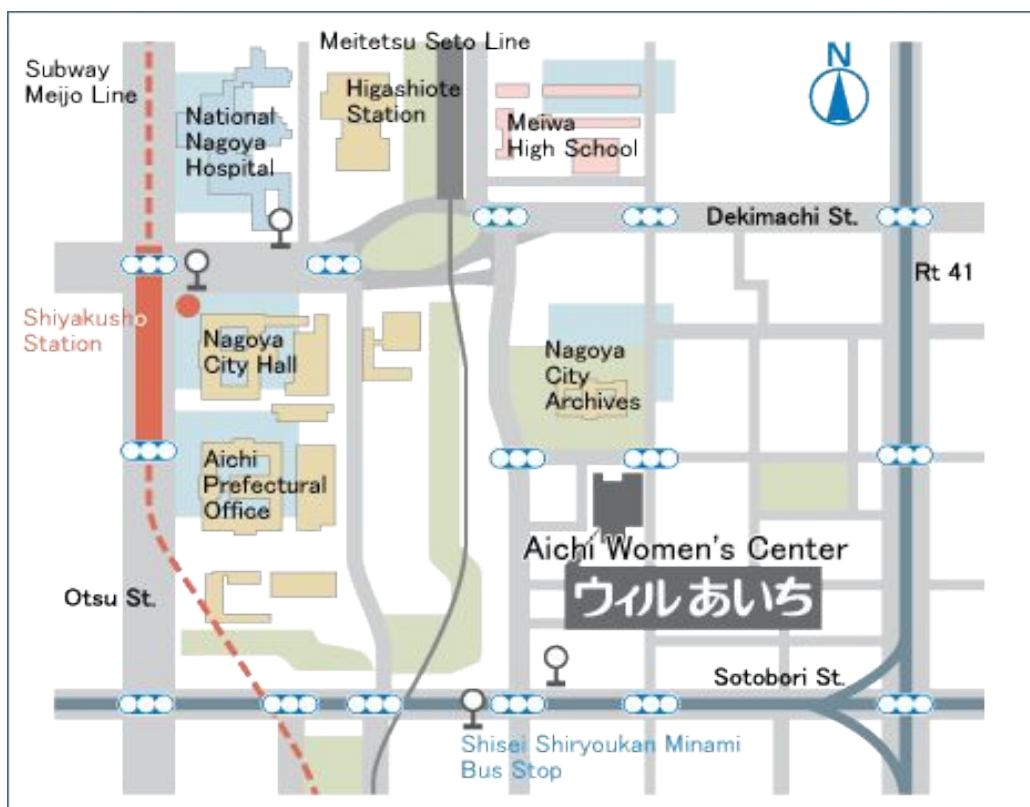 Meitetsu Seto Line
Subway
Meijo Line
N
Higashiote
Station
National
Nagoya
Hospital
Meiwa
High School
Dekimachi St.
Rt 41
Shiyakusho
Station
Nagoya
City Hall
Nagoya
City
Archives
Aichi
Prefectural
Office
Aichi Women's Center
ウィルあいち
Otsu St.
Sotobori St.
Shisei Shiryoukan Minami
Bus Stop